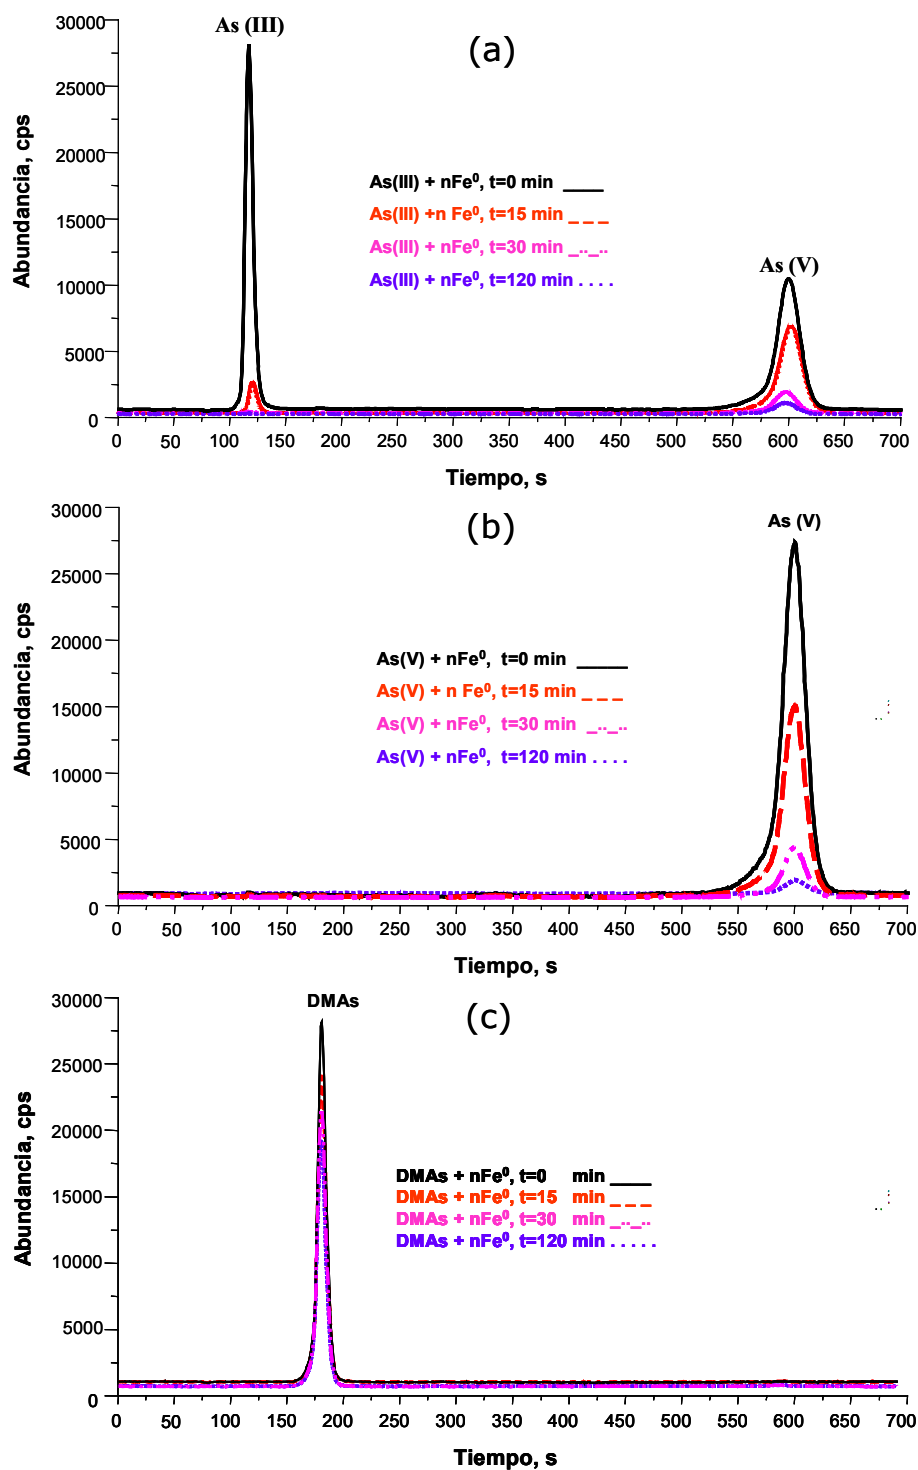 As (III)
(a)
30000
25000
20000
15000
10000
5000
0
Abundancia, cps
As(III) + nFe⁰, t=0 min ____
As(III) +n Fe⁰, t=15 min _ _ _
As(III) + nFe⁰, t=30 min _.._..
As(III) + nFe⁰, t=120 min . . . .
As (V)
0 50 100 150 200 250 300 350 400 450 500 550 600 650 700
Tiempo, s
(b)
As (V)
30000
25000
20000
15000
10000
5000
0
Abundancia, cps
As(V) + nFe⁰, t=0 min _____
As(V) + n Fe⁰, t=15 min _ _ _
As(V) + nFe⁰, t=30 min _.._..
As(V) + nFe⁰, t=120 min . . . .
0 50 100 150 200 250 300 350 400 450 500 550 600 650 700
Tiempo, s
DMAs
(c)
30000
25000
20000
15000
10000
5000
0
Abundancia, cps
DMAs + nFe⁰, t=0 min ____
DMAs + nFe⁰, t=15 min _ _ _
DMAs + nFe⁰, t=30 min _.._..
DMAs + nFe⁰, t=120 min . . . . .
0 50 100 150 200 250 300 350 400 450 500 550 600 650 700
Tiempo, s